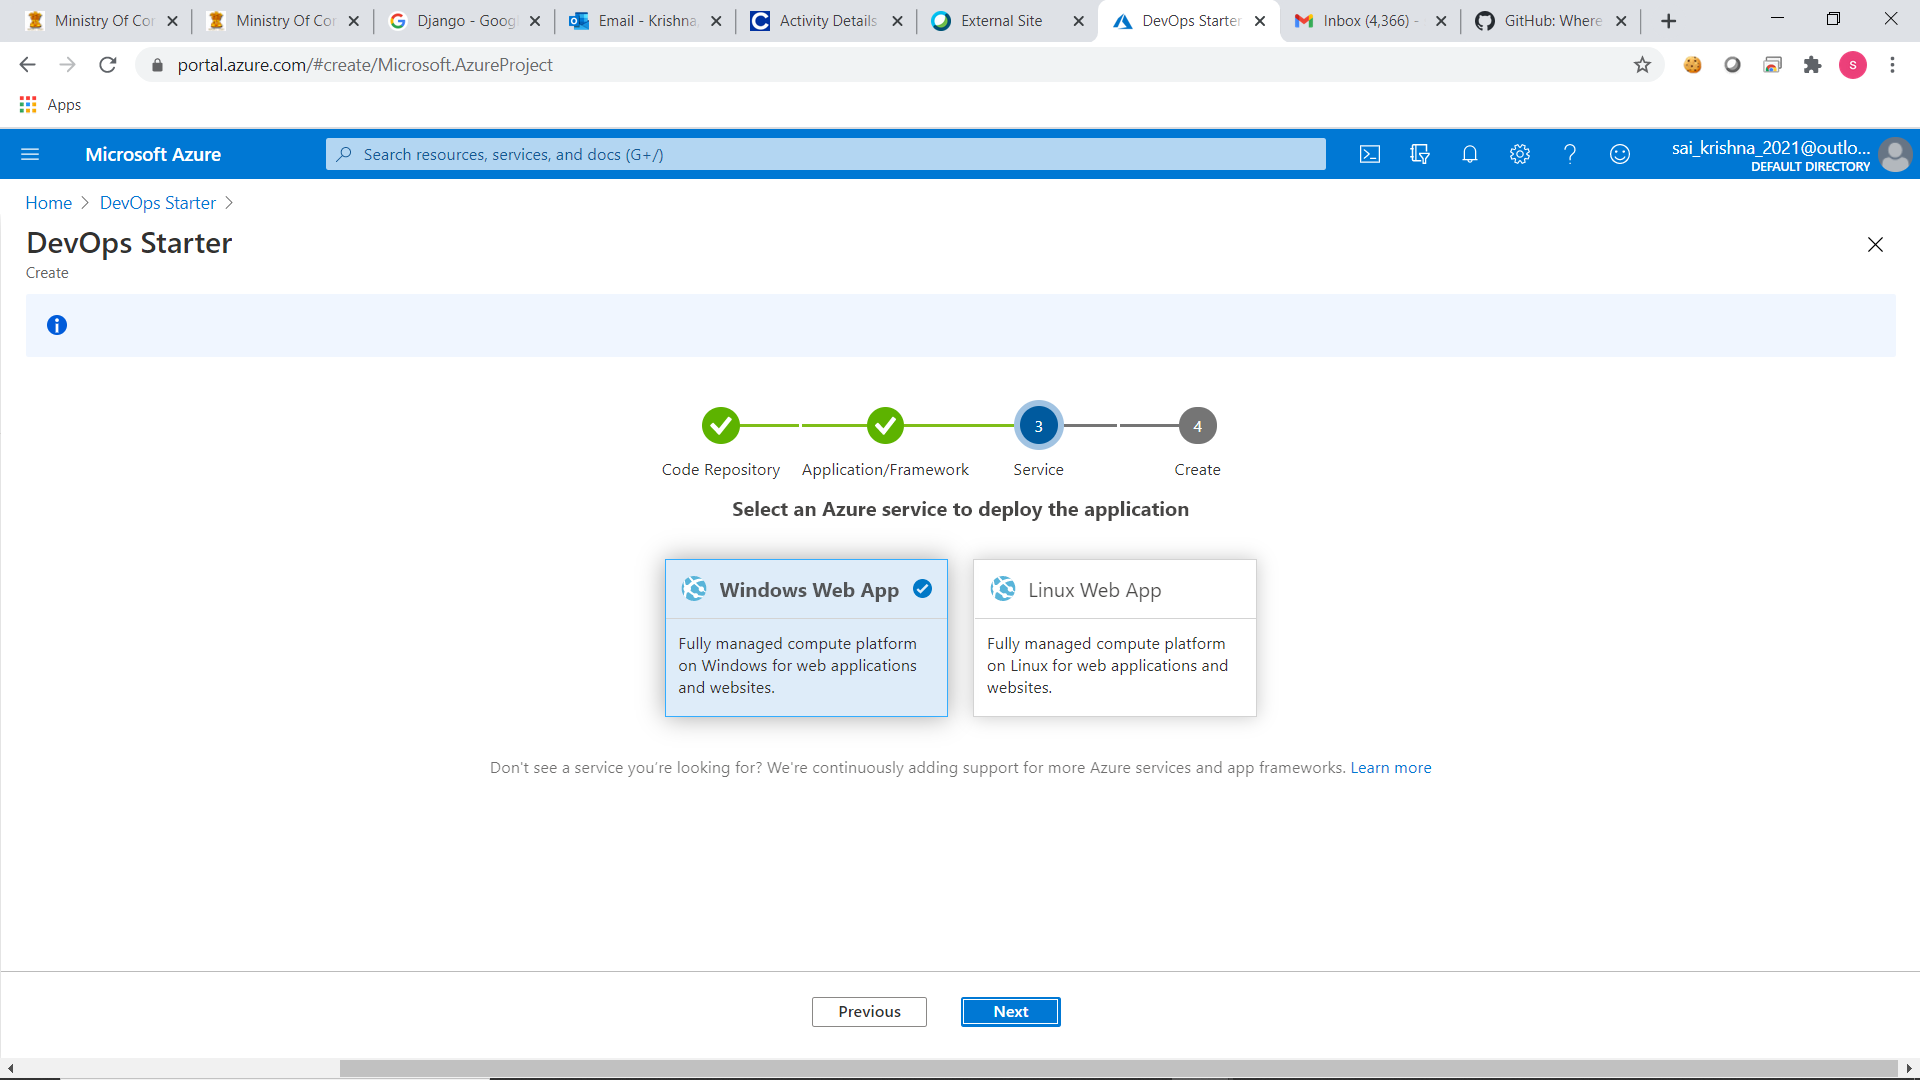 Ministry Of Cor
Ministry Of Cor
Django - Goog
Email - Krishna
Activity Details
External Site
DevOps Starter
Inbox (4,366) -
GitHub: Where
portal.azure.com/#create/Microsoft.AzureProject
S
Apps
Microsoft Azure
Search resources, services, and docs (G+/)
sai_krishna_2021@outlo...
DEFAULT DIRECTORY
Home > DevOps Starter >
DevOps Starter
Create
3
4
Code Repository
Application/Framework
Service
Create
Select an Azure service to deploy the application
Windows Web App
Fully managed compute platform
on Windows for web applications
and websites.
Linux Web App
Fully managed compute platform
on Linux for web applications and
websites.
Don't see a service you're looking for? We're continuously adding support for more Azure services and app frameworks. Learn more
Previous
Next